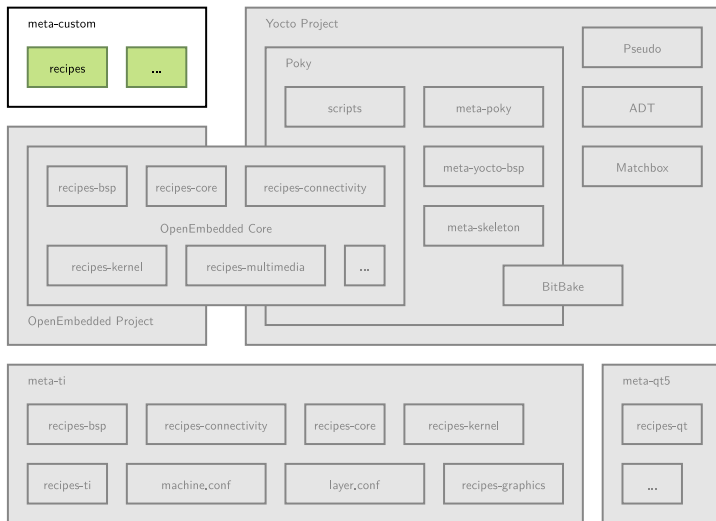 meta-custom
recipes
...
Yocto Project
Poky
scripts
meta-poky
meta-yocto-bsp
meta-skeleton
BitBake
Pseudo
ADT
Matchbox
recipes-bsp
recipes-core
recipes-connectivity
OpenEmbedded Core
recipes-kernel
recipes-multimedia
...
OpenEmbedded Project
meta-ti
recipes-bsp
recipes-connectivity
recipes-core
recipes-kernel
recipes-ti
machine.conf
layer.conf
recipes-graphics
meta-qt5
recipes-qt
...